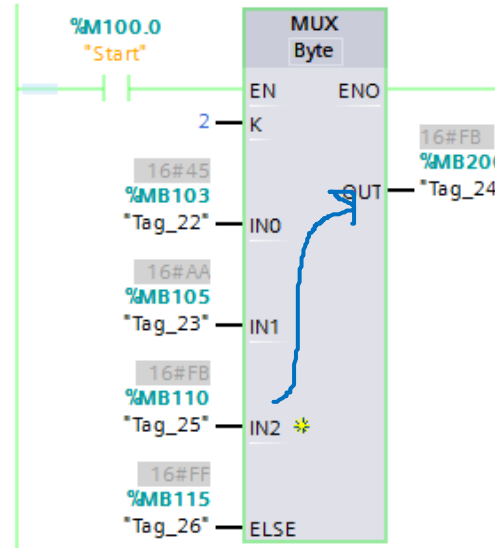 %M100.0
"Start"
MUX
Byte
EN ENO
2 K
16#FB
%MB200
"Tag_24
OUT
16#45
%MB103
"Tag_22" IN0
16#AA
%MB105
"Tag_23" IN1
16#FB
%MB110
"Tag_25" IN2
16#FF
%MB115
"Tag_26" ELSE